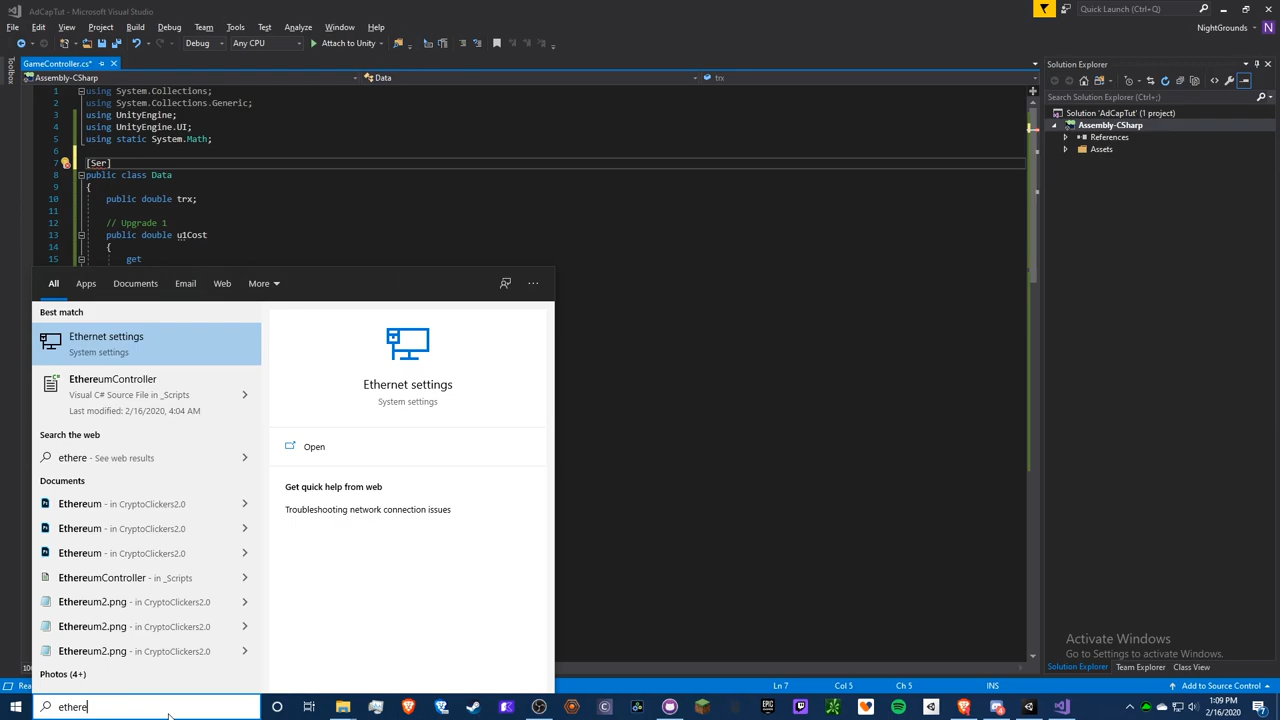 AdCapTut - Microsoft Visual Studio
Quick Launch (Ctrl+Q)
File Edit View Project Build Debug Team Tools Test Analyze Window Help
NightGrounds N
Debug Any CPU Attach to Unity
Toolbox
GameController.cs*
Assembly-CSharp Data trx
1 using System.Collections;
2 using System.Collections.Generic;
3 using UnityEngine;
4 using UnityEngine.UI;
5 using static System.Math;
6
7 [Ser]
8 public class Data
9 {
10 public double trx;
11
12 // Upgrade 1
13 public double u1Cost
14 {
15 get
Solution Explorer
Search Solution Explorer (Ctrl+;)
Solution 'AdCapTut' (1 project)
Assembly-CSharp
References
Assets
All Apps Documents Email Web More
Best match
Ethernet settings
System settings
EthereumController
Visual C# Source File in _Scripts
Last modified: 2/16/2020, 4:04 AM
Search the web
ethere - See web results
Documents
Ethereum - in CryptoClickers2.0
Ethereum - in CryptoClickers2.0
Ethereum - in CryptoClickers2.0
EthereumController - in _Scripts
Ethereum2.png - in CryptoClickers2.0
Ethereum2.png - in CryptoClickers2.0
Ethereum2.png - in CryptoClickers2.0
Photos (4+)
Ethernet settings
System settings
Open
Get quick help from web
Troubleshooting network connection issues
Activate Windows
Go to Settings to activate Windows.
Solution Explorer Team Explorer Class View
Ln 7 Col 5 Ch 5 INS Add to Source Control
ethere
1:09 PM
2/16/2020